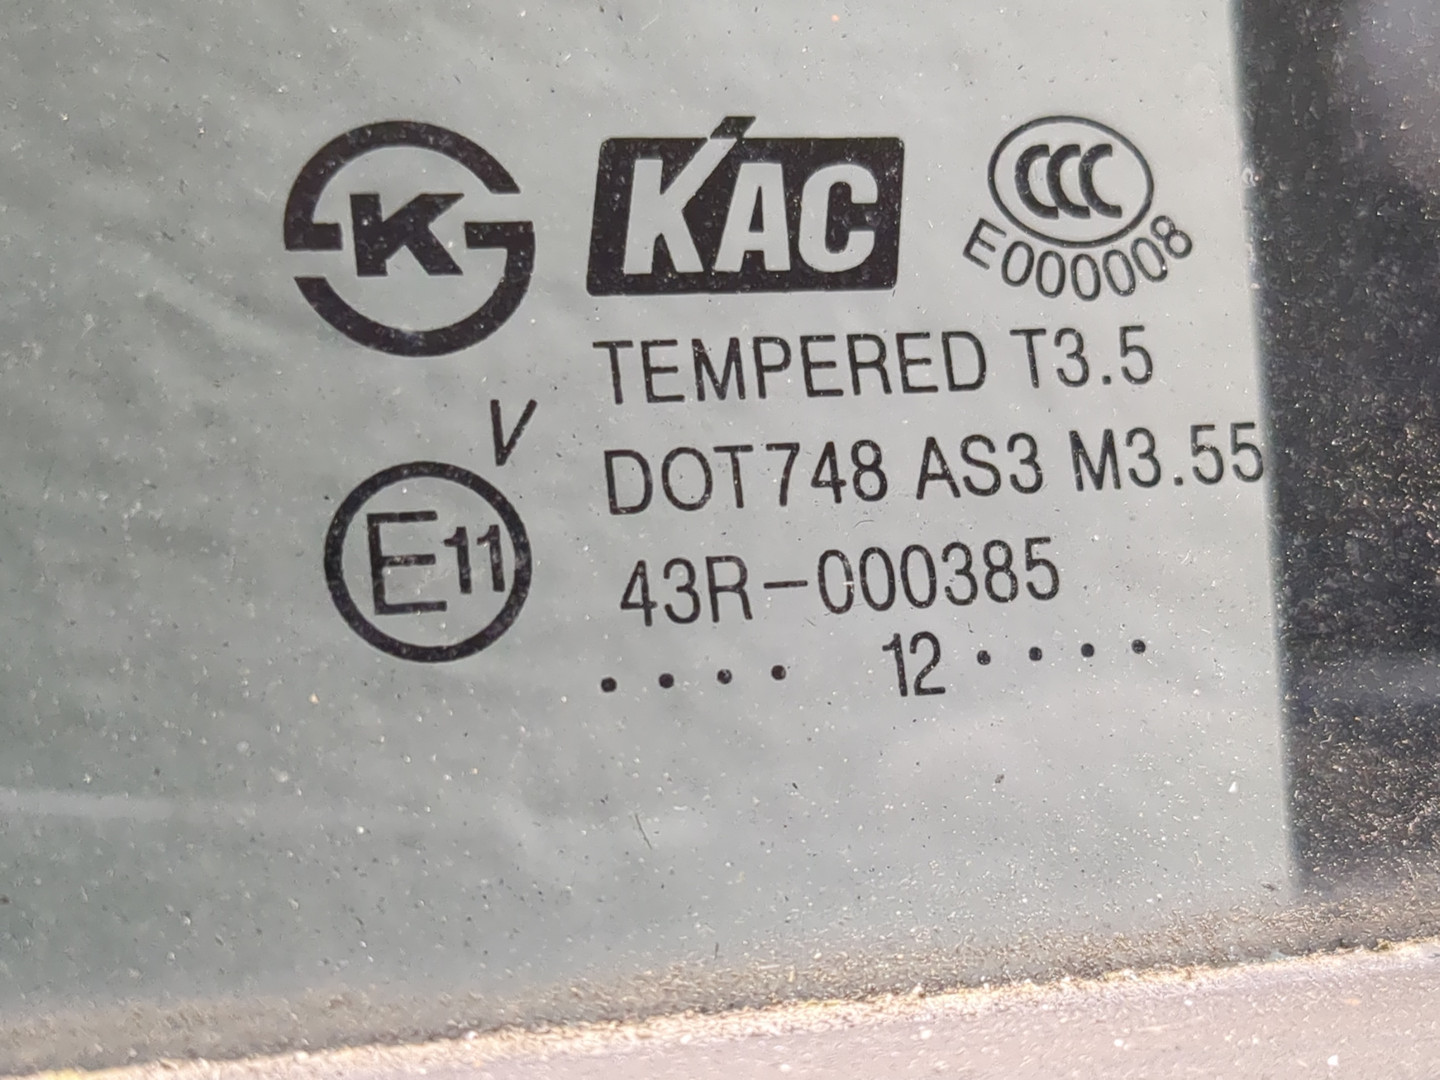 K
KAC
CCC
E000008
TEMPERED T3.5
V
DOT748 AS3 M3.55
E11
43R-000385
.... 12 ....